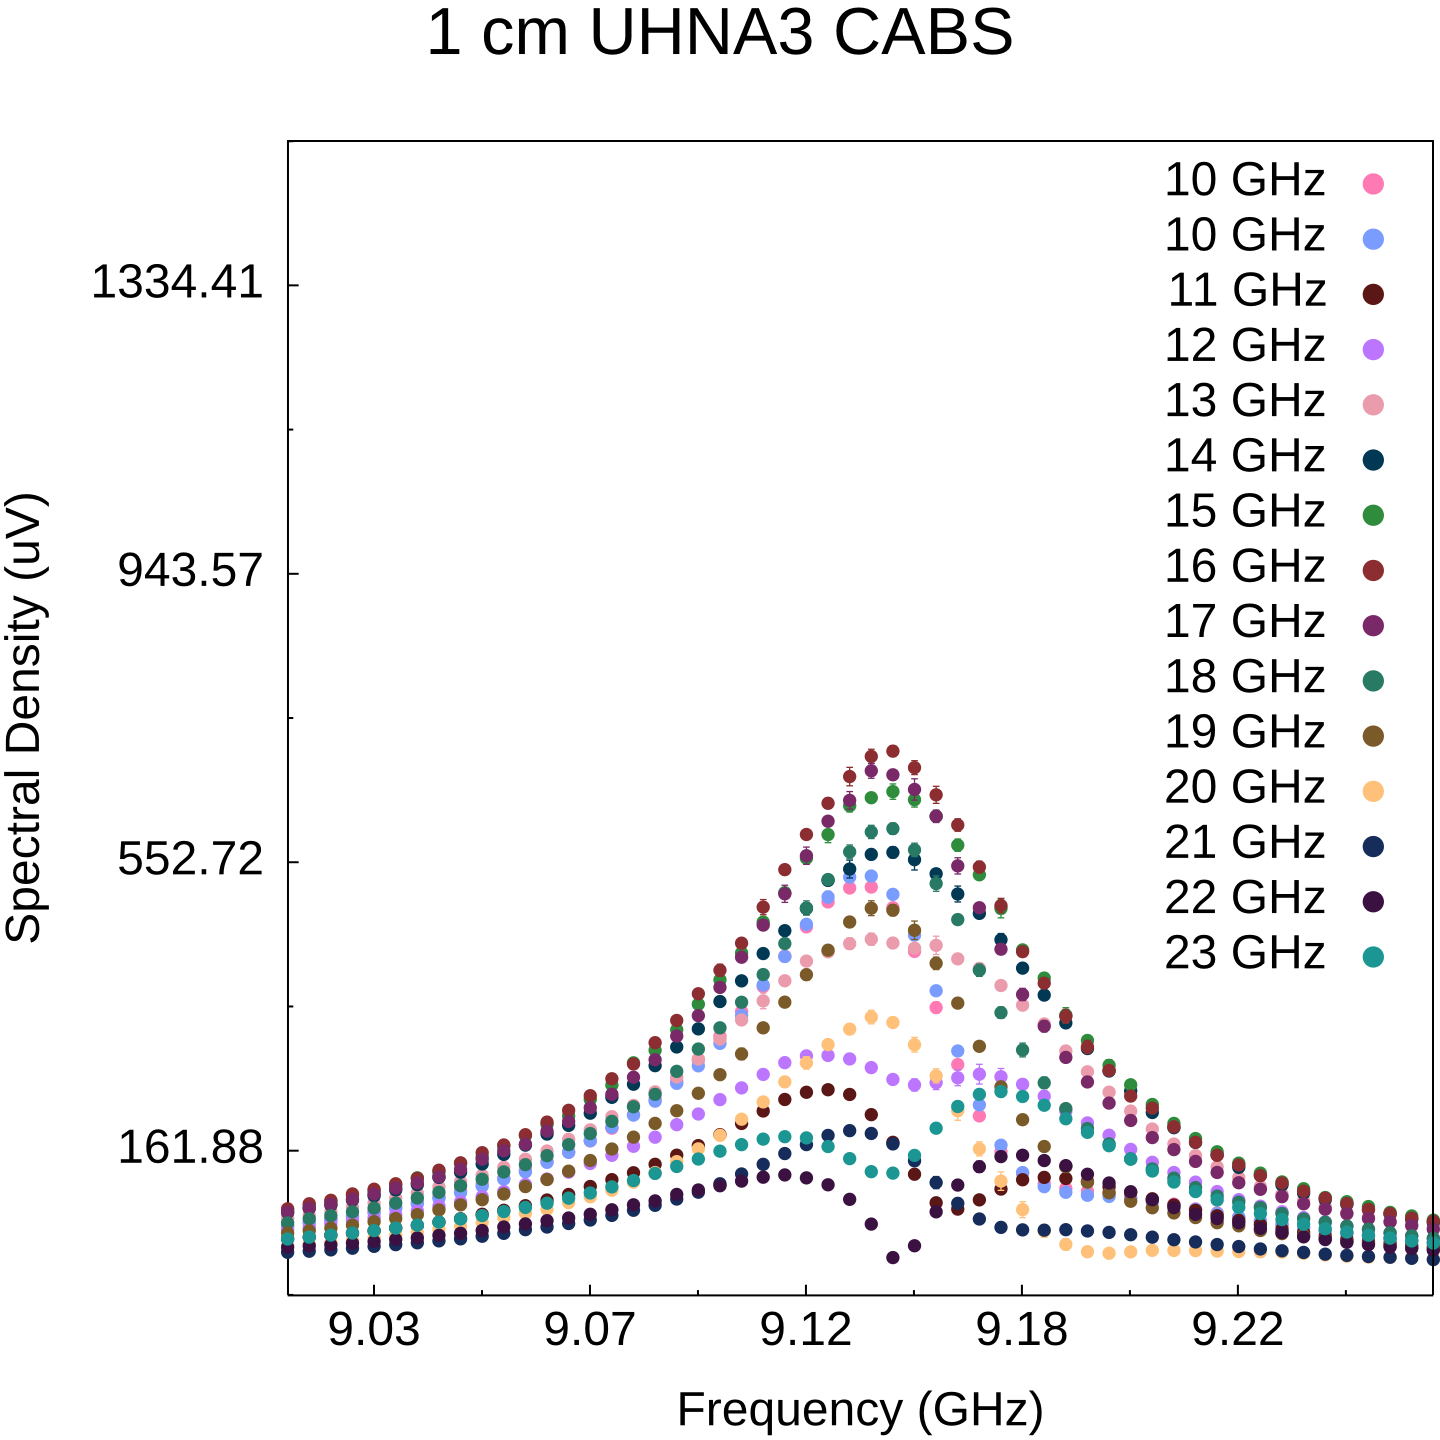 1 cm UHNA3 CABS
10 GHz
10 GHz
11 GHz
12 GHz
13 GHz
14 GHz
15 GHz
16 GHz
17 GHz
18 GHz
19 GHz
20 GHz
21 GHz
22 GHz
23 GHz
1334.41
943.57
552.72
161.88
Spectral Density (uV)
9.03 9.07 9.12 9.18 9.22
Frequency (GHz)